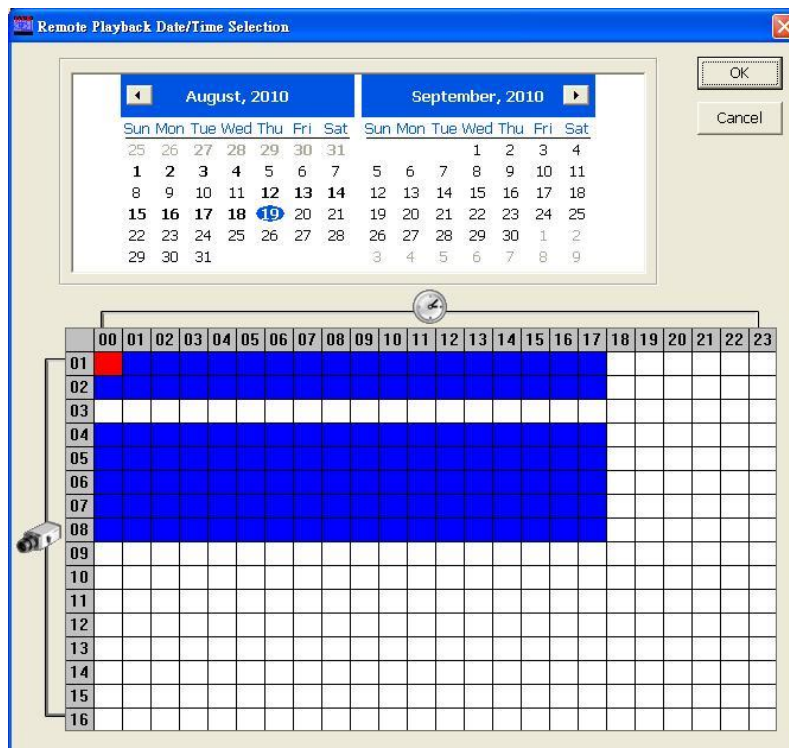 Remote Playback Date/Time Selection
OK
Cancel
August, 2010 September, 2010
Sun Mon Tue Wed Thu Fri Sat Sun Mon Tue Wed Thu Fri Sat
25 26 27 28 29 30 31 1 2 3 4
1 2 3 4 5 6 7 5 6 7 8 9 10 11
8 9 10 11 12 13 14 12 13 14 15 16 17 18
15 16 17 18 19 20 21 19 20 21 22 23 24 25
22 23 24 25 26 27 28 26 27 28 29 30 1 2
29 30 31 3 4 5 6 7 8 9
00 01 02 03 04 05 06 07 08 09 10 11 12 13 14 15 16 17 18 19 20 21 22 23
01
02
03
04
05
06
07
08
09
10
11
12
13
14
15
16